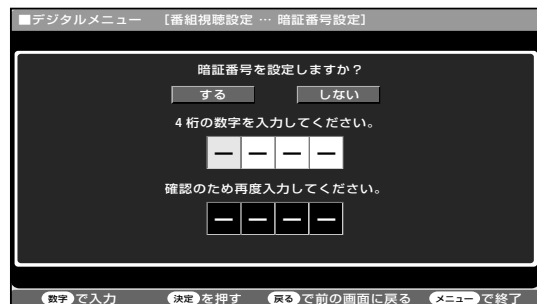 ■デジタルメニュー ［番組視聴設定 … 暗証番号設定］
暗証番号を設定しますか？
する しない
4桁の数字を入力してください。
－ － － －
確認のため再度入力してください。
－ － － －
数字で入力 決定を押す 戻るで前の画面に戻る メニューで終了